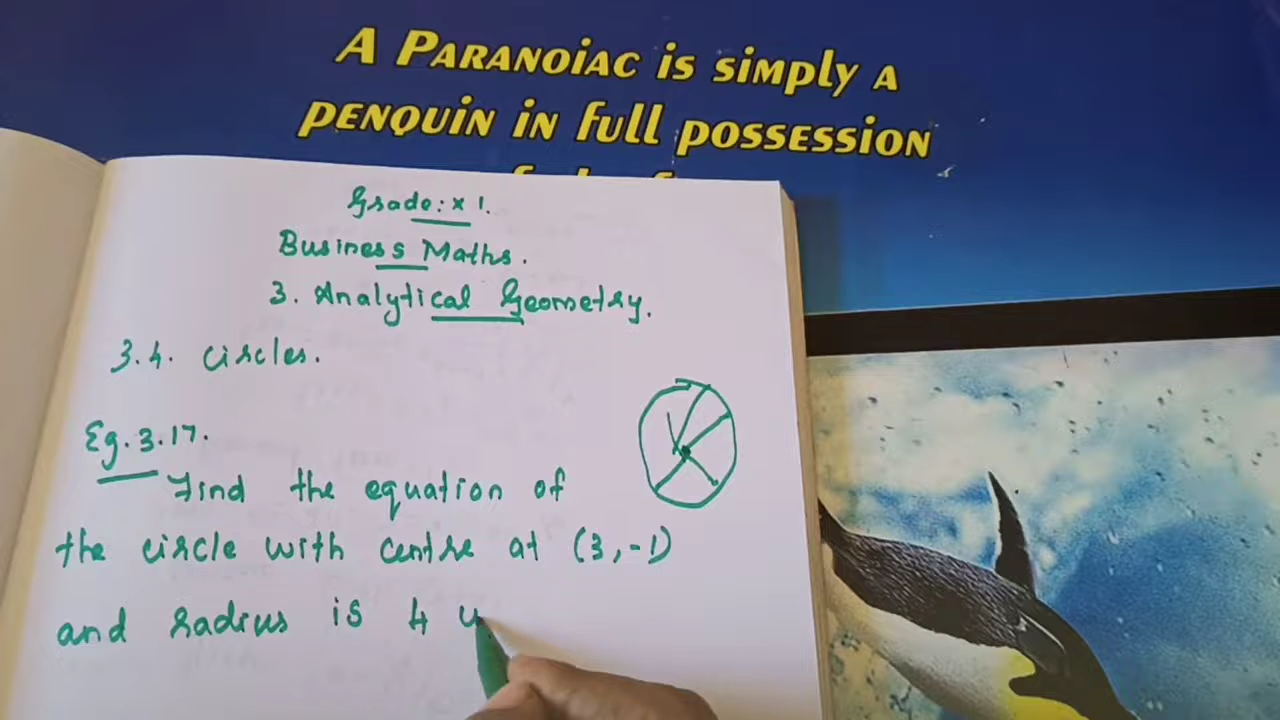 A PARANOIAC is simply A
PENQUIN IN full POSSESSION
Grade: x 1.
Business Maths.
3. Analytical Geometry.
3.4. circles.
Eg. 3.17.
Find the equation of
the circle with centre at (3,-1)
and radius is 4 u